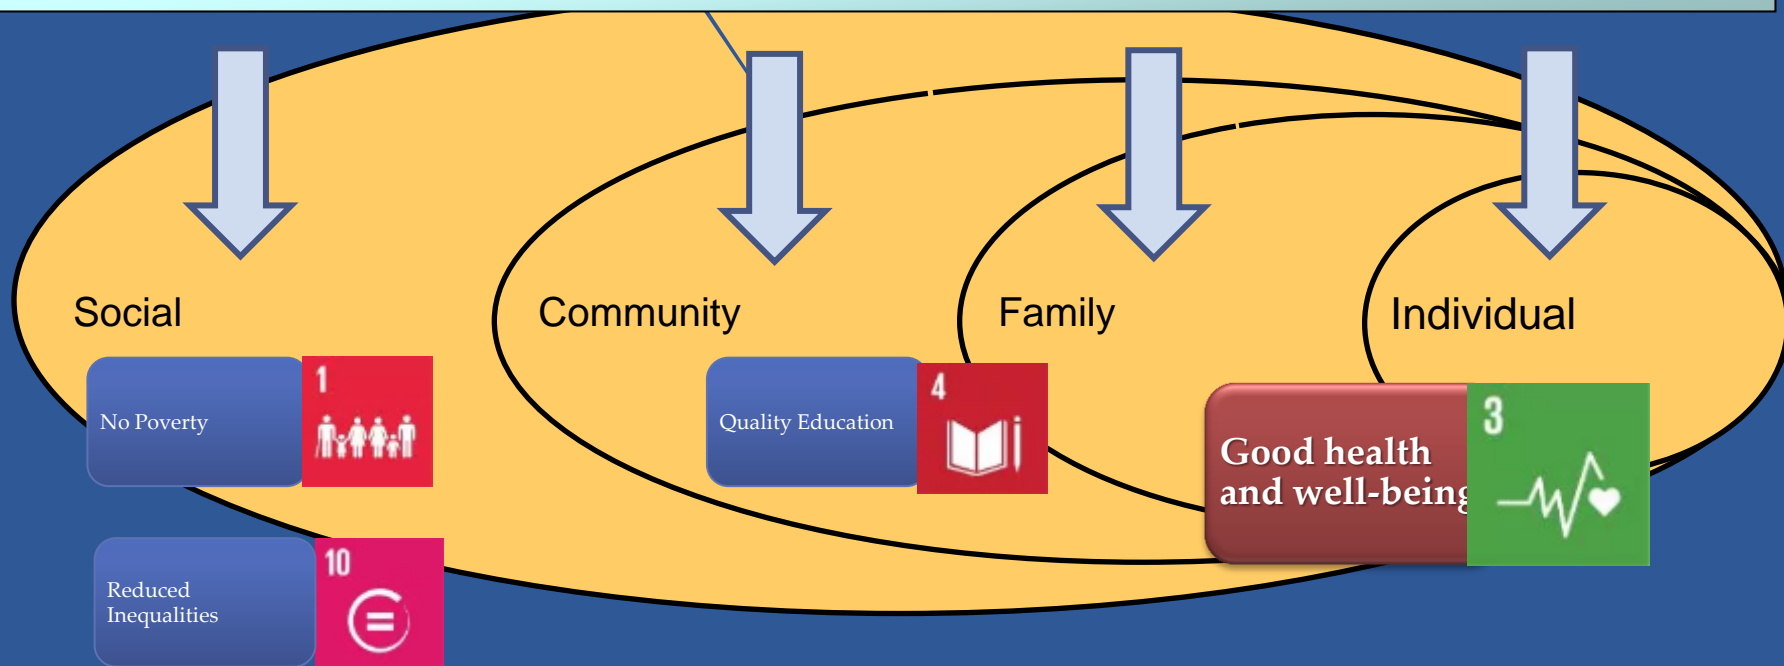 Social
Community
Family
Individual
No Poverty
1
Quality Education
4
Good health
and well-being
3
Reduced
Inequalities
10